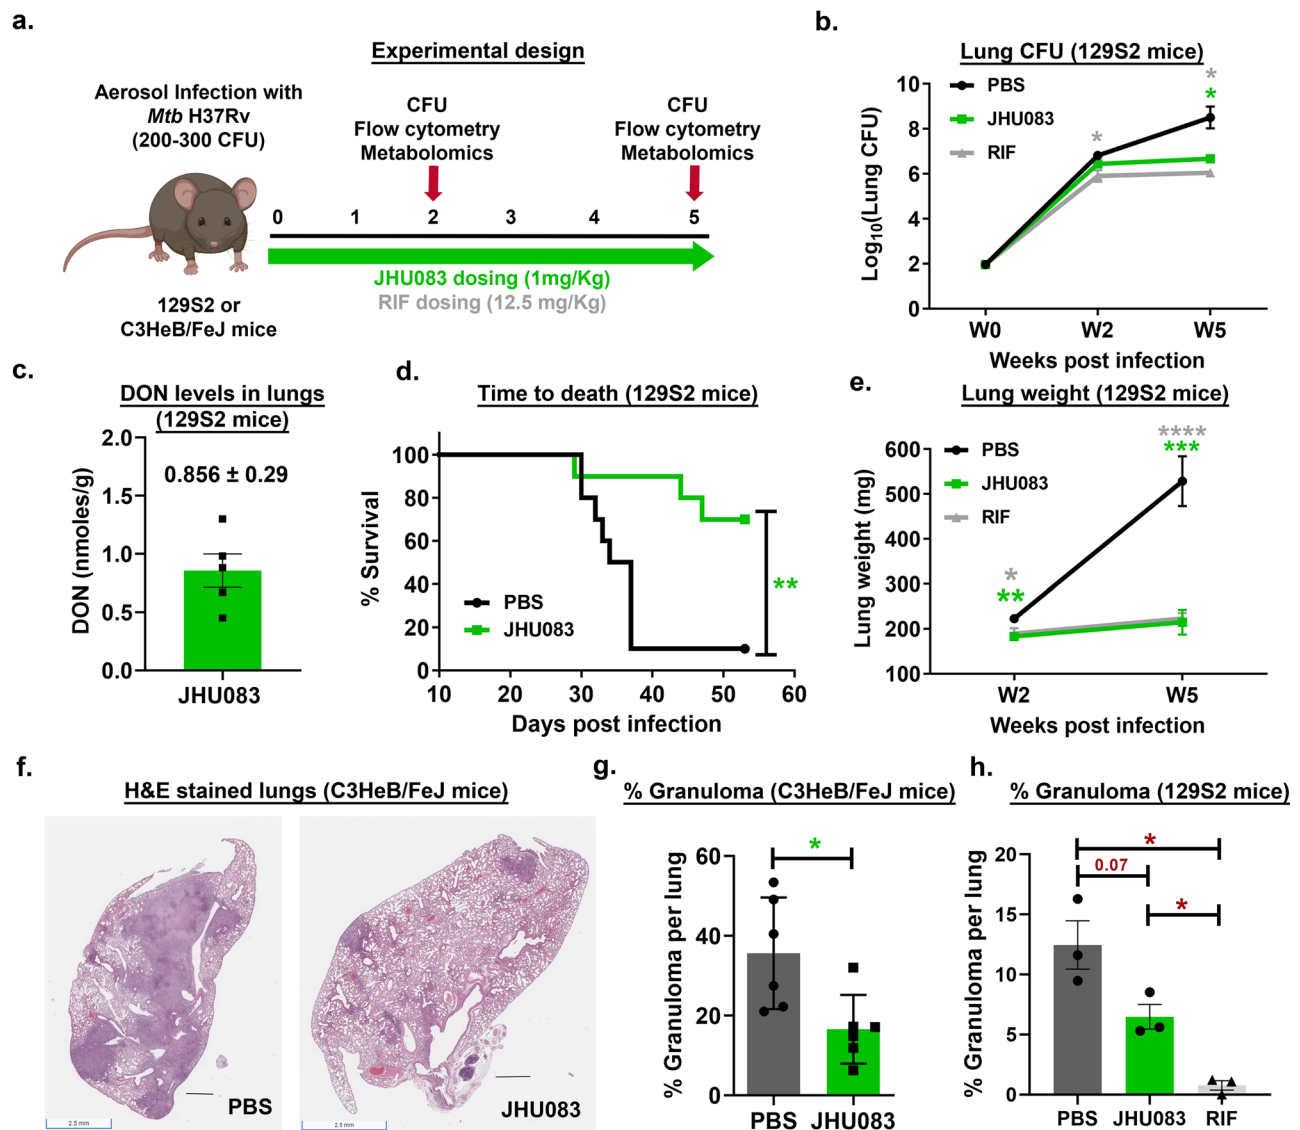 a.
Experimental design
Aerosol Infection with
Mtb H37Rv
(200-300 CFU)
CFU
Flow cytometry
Metabolomics
CFU
Flow cytometry
Metabolomics
0 1 2 3 4 5
JHU083 dosing (1mg/Kg)
RIF dosing (12.5 mg/Kg)
129S2 or
C3HeB/FeJ mice
b.
Lung CFU (129S2 mice)
Log10(Lung CFU)
10
8
6
4
2
0
PBS
JHU083
RIF
*
*
*
W0 W2 W5
Weeks post infection
c.
DON levels in lungs
(129S2 mice)
DON (nmoles/g)
2.0
1.5
1.0
0.5
0.0
0.856 ± 0.29
JHU083
d.
Time to death (129S2 mice)
% Survival
100
80
60
40
20
0
PBS
JHU083
**
10 20 30 40 50 60
Days post infection
e.
Lung weight (129S2 mice)
Lung weight (mg)
600
500
400
300
200
100
PBS
JHU083
RIF
*
**
****
***
W2 W5
Weeks post infection
f.
H&E stained lungs (C3HeB/FeJ mice)
PBS
2.5 mm
JHU083
2.5 mm
g.
% Granuloma (C3HeB/FeJ mice)
% Granuloma per lung
60
40
20
0
*
PBS JHU083
h.
% Granuloma (129S2 mice)
% Granuloma per lung
20
15
10
5
0
*
0.07
*
PBS JHU083 RIF